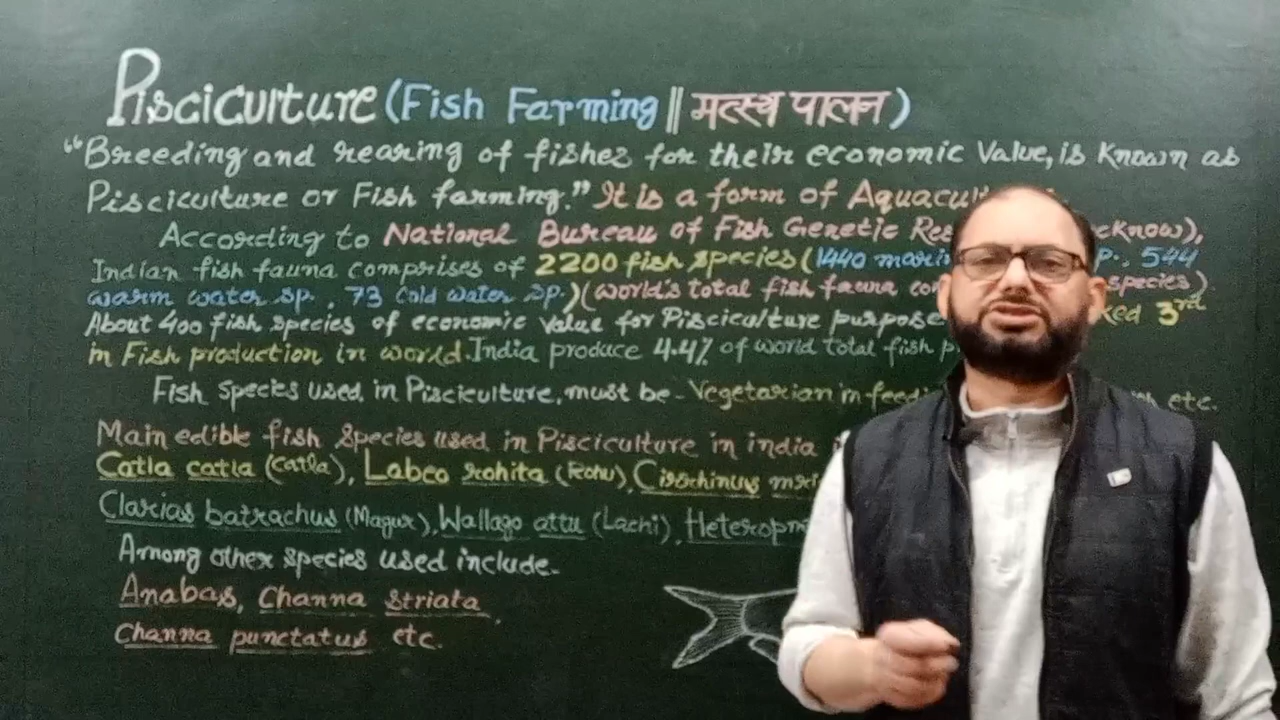 Pisciculture (Fish Farming || मत्स्य पालन)
"Breeding and rearing of fishes for their economic value, is Known as
Pisciculture or Fish farming." It is a form of
According to National Bureau of Fish Genetic
Indian fish fauna comprises of 2200 fish species (1440 544
warm water sp., 73 Cold water sp.) (world's total fish fauna species)
About 400 fish species of economic value for Pisciculture purpose 3rd
in Fish production in world. India produce 4.4% of world total fish
Fish species used in Pisciculture, must be - Vegetarian in etc.
Main edible fish species used in Pisciculture in india
Catla catla (Catla), Labeo rohita (Rohu), Cirrhinus
Clarias batrachus (Magur), Wallago attu (Lachi),
Among other species used include-
Anabas, Channa striata,
Channa punctatus etc.